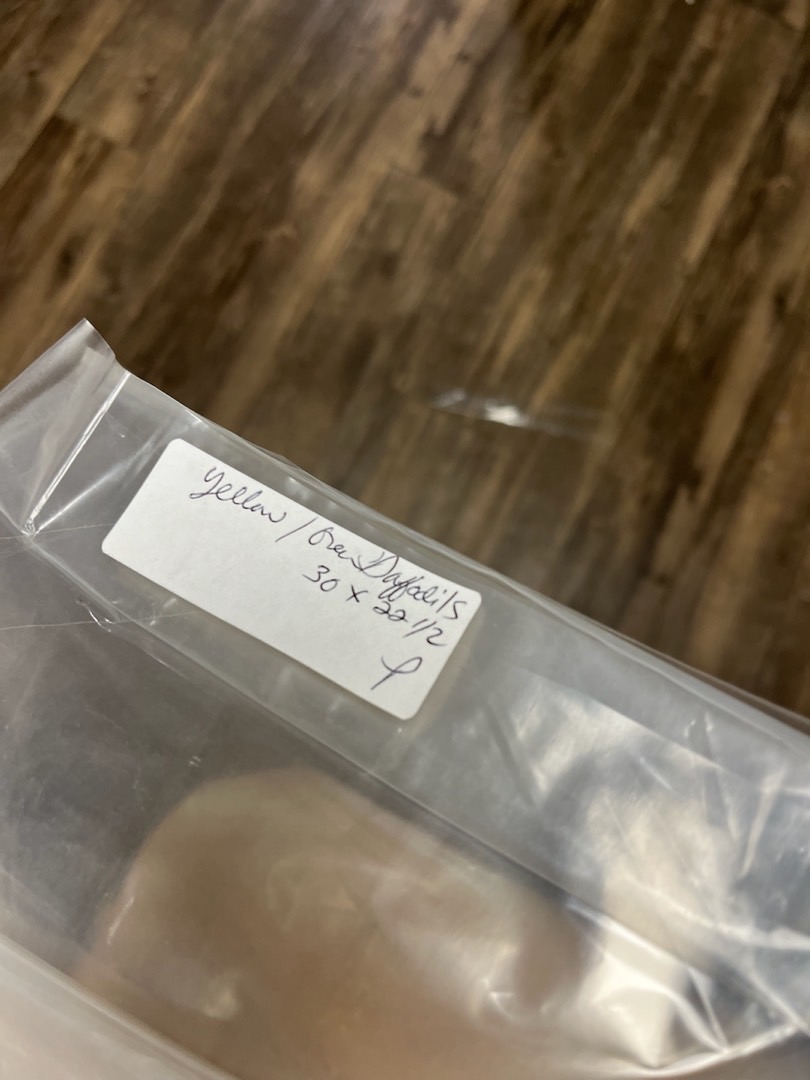 Yellow / Daffodils
30 x 22 1/2